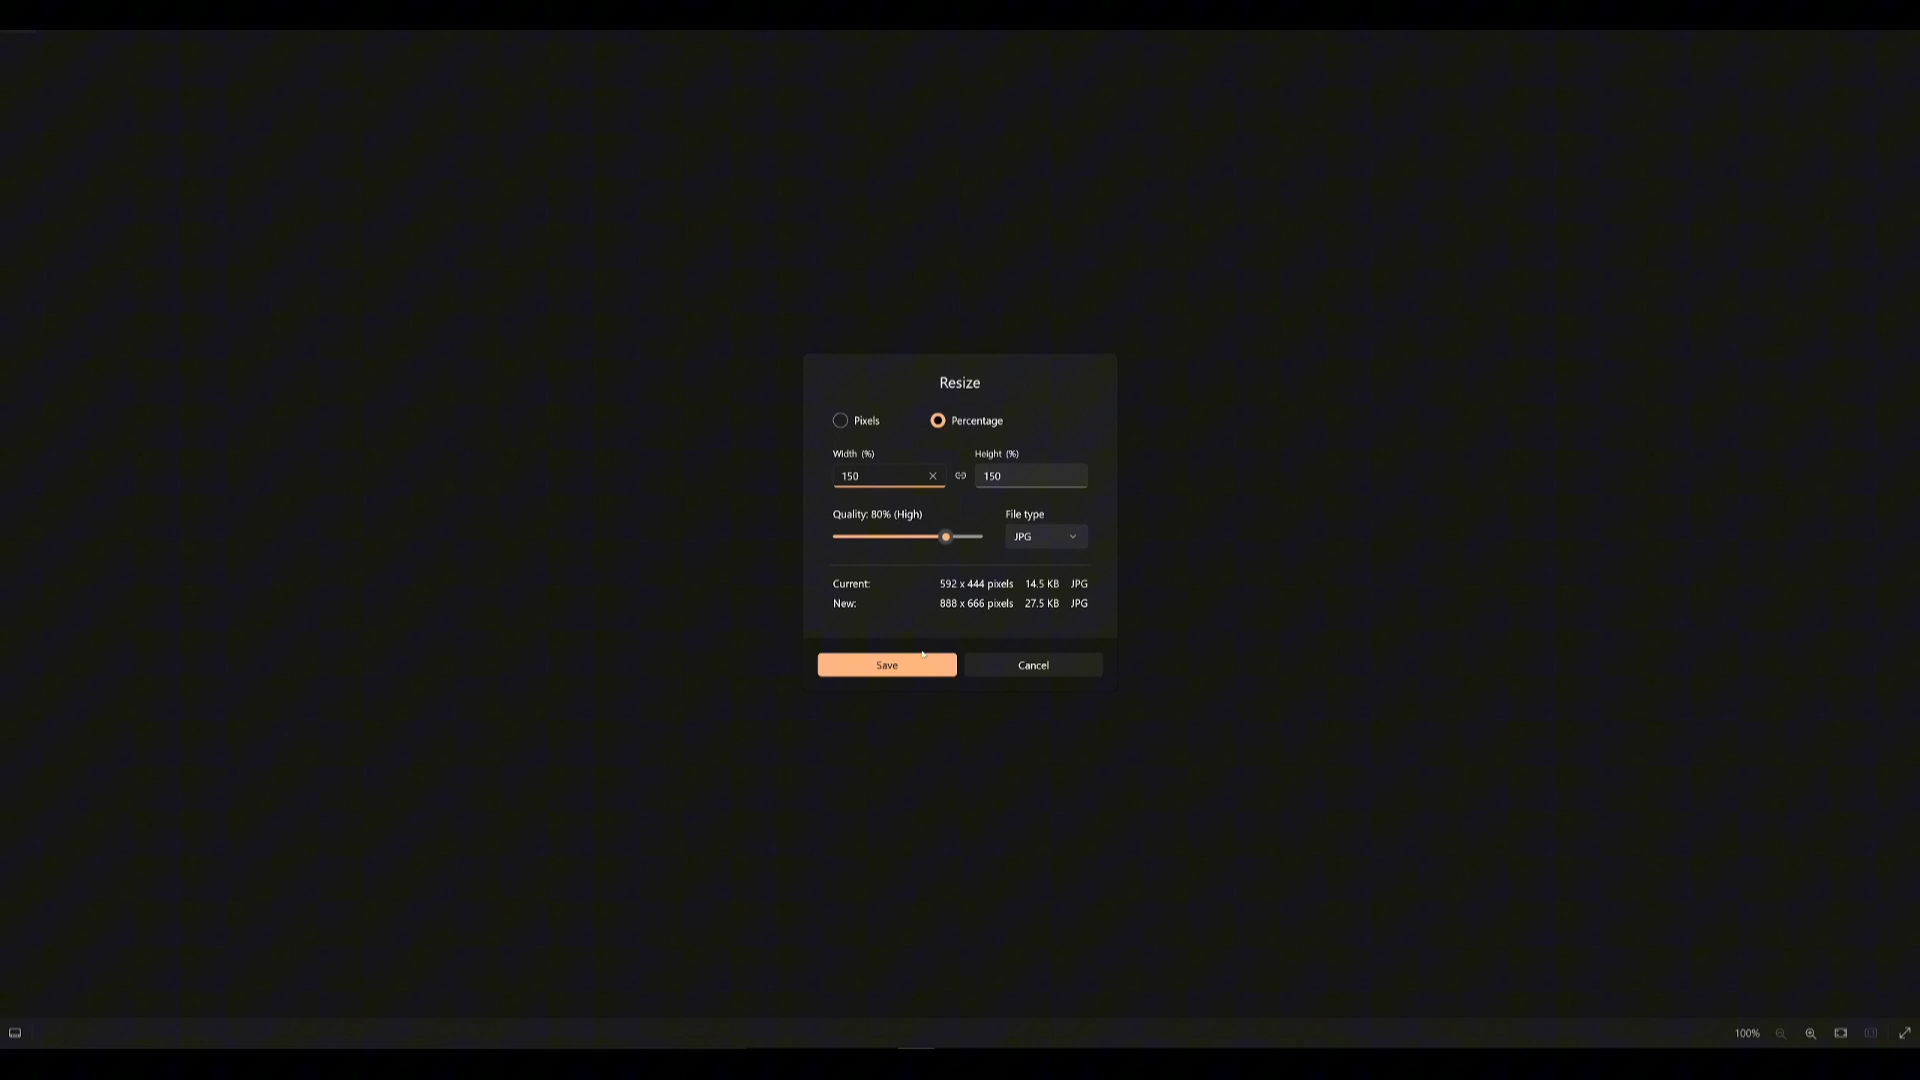 Resize
Pixels Percentage
Width (%) Height (%)
150 150
Quality: 80% (High) File type
JPG
Current: 592 x 444 pixels 14.5 KB JPG
New: 888 x 666 pixels 27.5 KB JPG
Save Cancel
100%